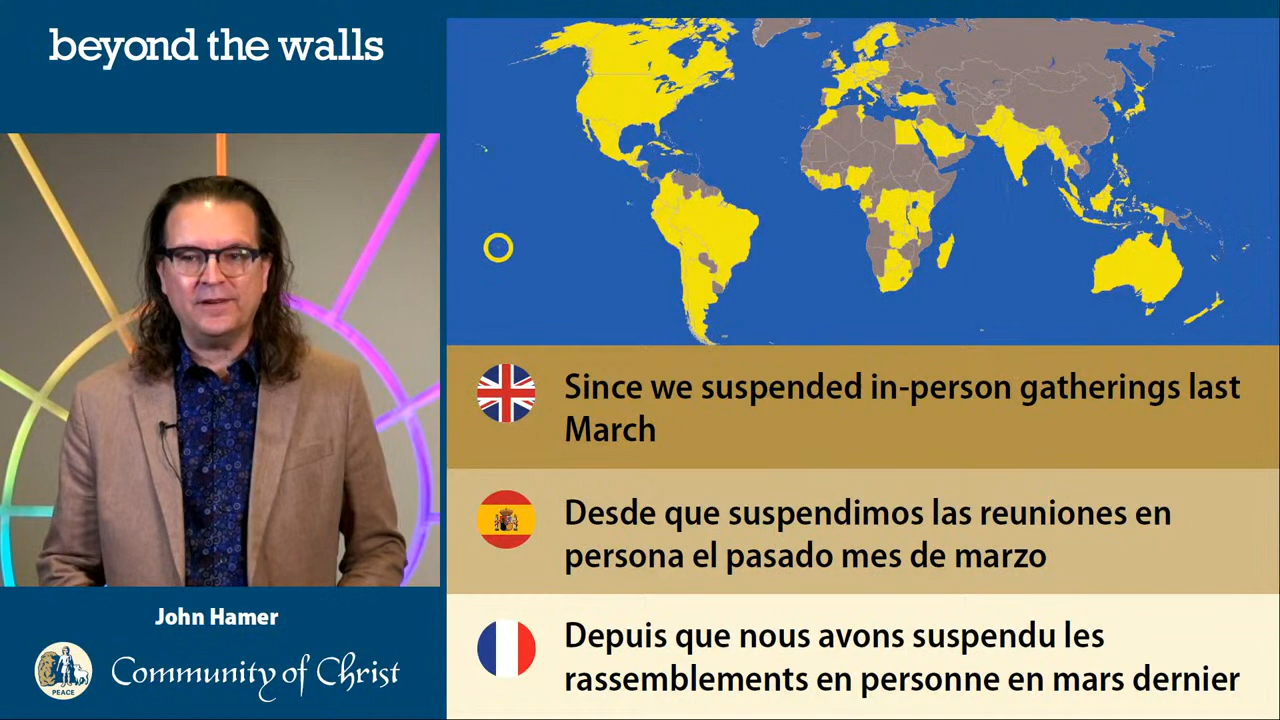 beyond the walls
John Hamer
PEACE
Community of Christ
Since we suspended in-person gatherings last
March
Desde que suspendimos las reuniones en
persona el pasado mes de marzo
Depuis que nous avons suspendu les
rassemblements en personne en mars dernier